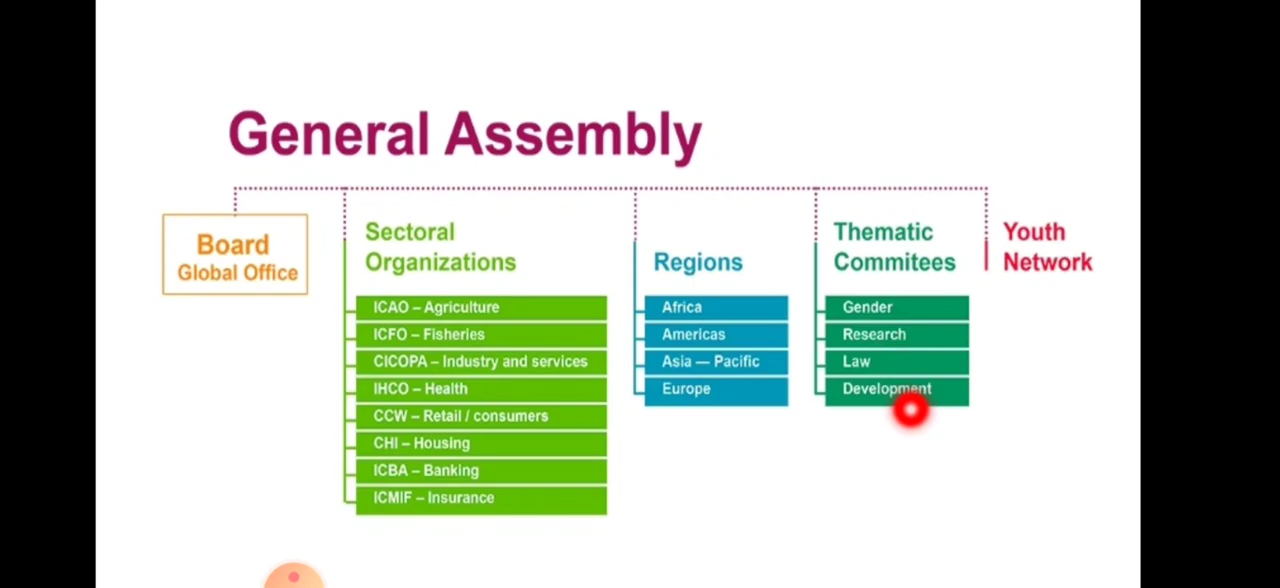 General Assembly
Board
Global Office
Sectoral
Organizations
ICAO – Agriculture
ICFO – Fisheries
CICOPA – Industry and services
IHCO – Health
CCW – Retail / consumers
CHI – Housing
ICBA – Banking
ICMIF – Insurance
Regions
Africa
Americas
Asia — Pacific
Europe
Thematic
Commitees
Gender
Research
Law
Development
Youth
Network